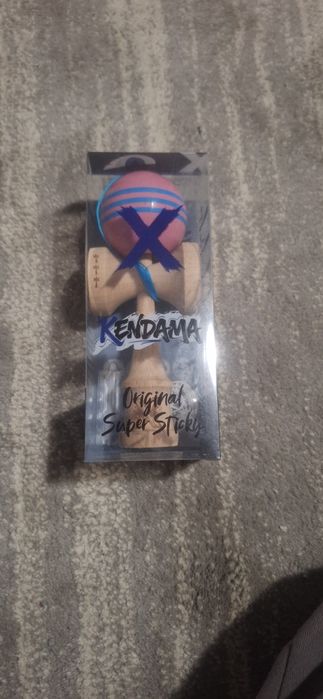 X
KENDAMA
Original
Super Sticky